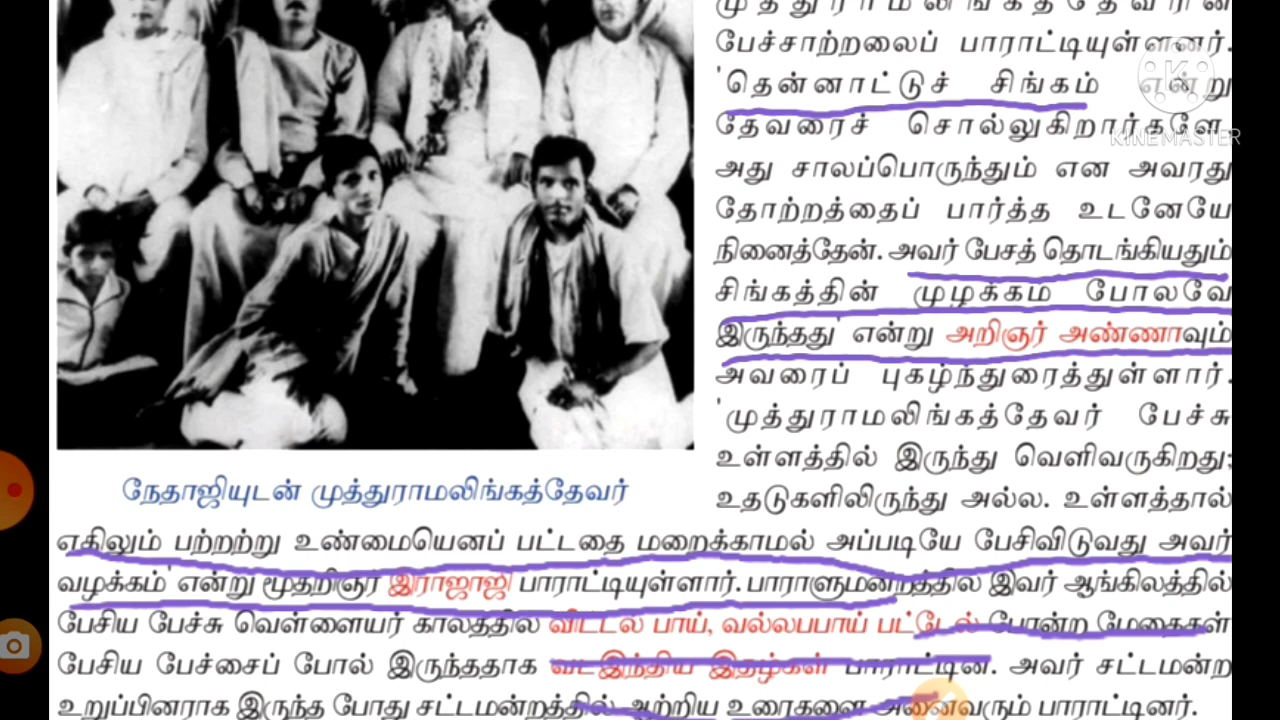 முத்துராமலிங்கத்தேவரின்
பேச்சாற்றலைப் பாராட்டியுள்ளனர்.
'தென்னாட்டுச் சிங்கம் என்று
தேவரைச் சொல்லுகிறார்களே
அது சாலப்பொருந்தும் என அவரது
தோற்றத்தைப் பார்த்த உடனேயே
நினைத்தேன். அவர் பேசத் தொடங்கியதும்
சிங்கத்தின் முழக்கம் போலவே
இருந்தது' என்று அறிஞர் அண்ணாவும்
அவரைப் புகழ்ந்துரைத்துள்ளார்.
'முத்துராமலிங்கத்தேவர் பேச்சு
உள்ளத்தில் இருந்து வெளிவருகிறது;
உதடுகளிலிருந்து அல்ல. உள்ளத்தால்
எகிலும் பற்றற்று உண்மையெனப் பட்டதை மறைக்காமல் அப்படியே பேசிவிடுவது அவர்
வழக்கம்' என்று மூதறிஞர் இராஜாஜி பாராட்டியுள்ளார். பாராளுமன்றத்தில் இவர் ஆங்கிலத்தில்
பேசிய பேச்சு வெள்ளையர் காலத்தில் விட்டல் பாய், வல்லபபாய் பட்டேல் போன்ற மேதைகள்
பேசிய பேச்சைப் போல் இருந்ததாக வட இந்திய இதழ்கள் பாராட்டின. அவர் சட்டமன்ற
உறுப்பினராக இருந்த போது சட்டமன்றத்தில் ஆற்றிய உரைகளை அனைவரும் பாராட்டினர்.
நேதாஜியுடன் முத்துராமலிங்கத்தேவர்
KINEMASTER